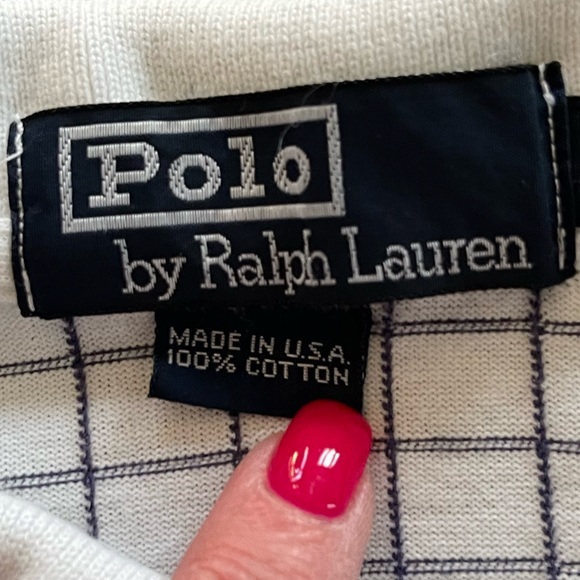 Polo
by Ralph Lauren
MADE IN U.S.A.
100% COTTON